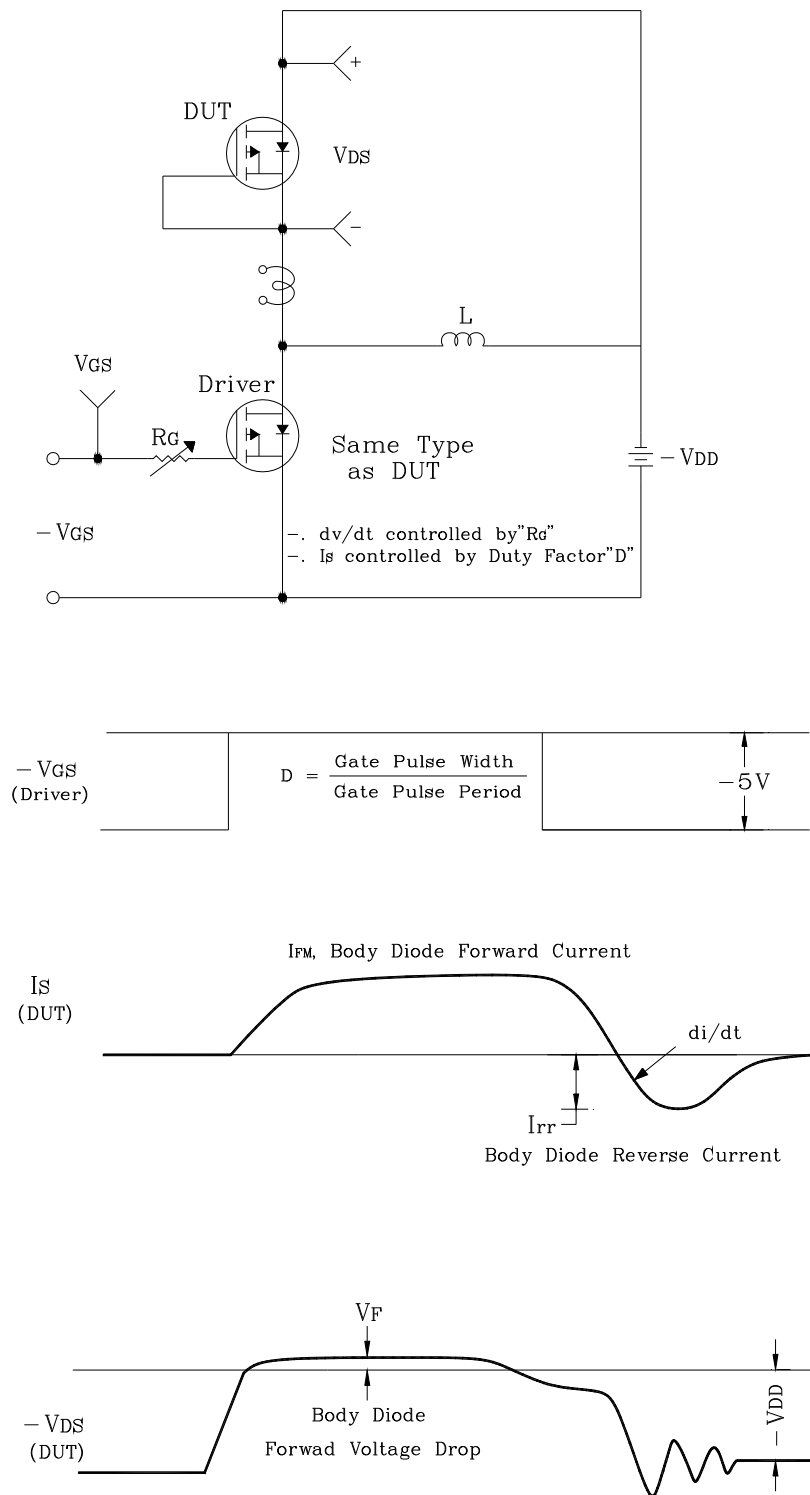 +
DUT
VDS
-
L
VGS
Driver
RG
Same Type
as DUT
-VDD
-VGS
-. dv/dt controlled by"RG"
-. IS controlled by Duty Factor"D"
-VGS
(Driver)
D = Gate Pulse Width
Gate Pulse Period
-5V
IFM, Body Diode Forward Current
IS
(DUT)
di/dt
Irr
Body Diode Reverse Current
VF
-VDD
-VDS
(DUT)
Body Diode
Forwad Voltage Drop